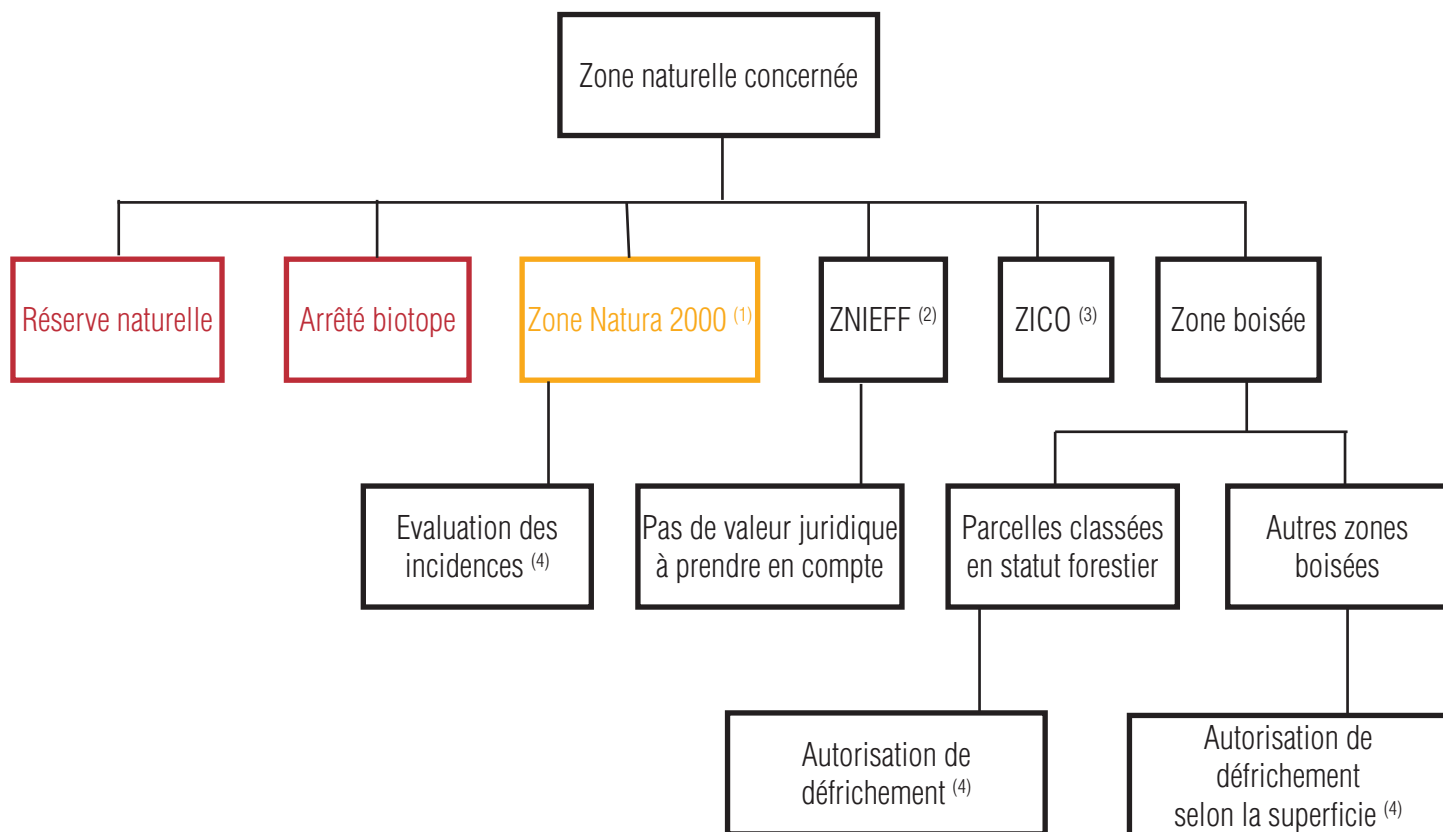 Zone naturelle concernée
Réserve naturelle
Arrêté biotope
Zone Natura 2000 (1)
ZNIEFF (2)
ZICO (3)
Zone boisée
Evaluation des
incidences (4)
Pas de valeur juridique
à prendre en compte
Parcelles classées
en statut forestier
Autres zones
boisées
Autorisation de
défrichement (4)
Autorisation de
défrichement
selon la superficie (4)